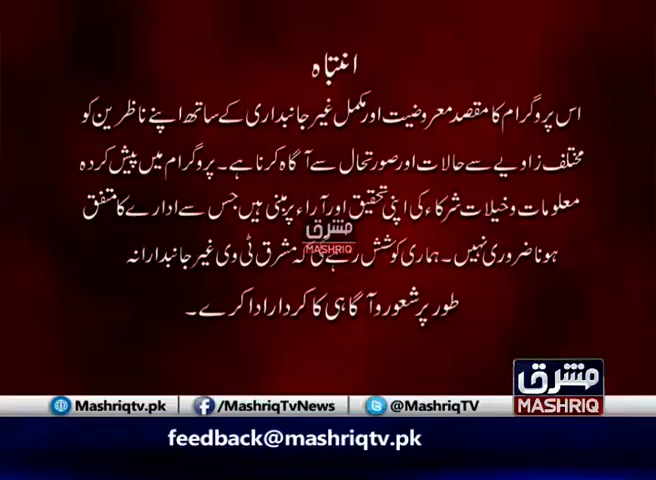 انتباہ
اس پروگرام کا مقصد معروضیت اور مکمل غیر جانبداری کے ساتھ اپنے ناظرین کو
مختلف زاویے سے حالات اور صورتحال سے آگاہ کرنا ہے۔ پروگرام میں پیش کردہ
معلومات و خیلات شرکاء کی اپنی تحقیق اور آراء پر مبنی ہیں جس سے ادارے کا متفق
مشرق
MASHRIQ
ہونا ضروری نہیں۔ ہماری کوشش رہے گی کہ مشرق ٹی وی غیر جانبدارانہ
طور پر شعور و آگاہی کا کردار ادا کرے۔
مشرق
MASHRIQ
Mashriqtv.pk /MashriqTvNews @MashriqTV
feedback@mashriqtv.pk